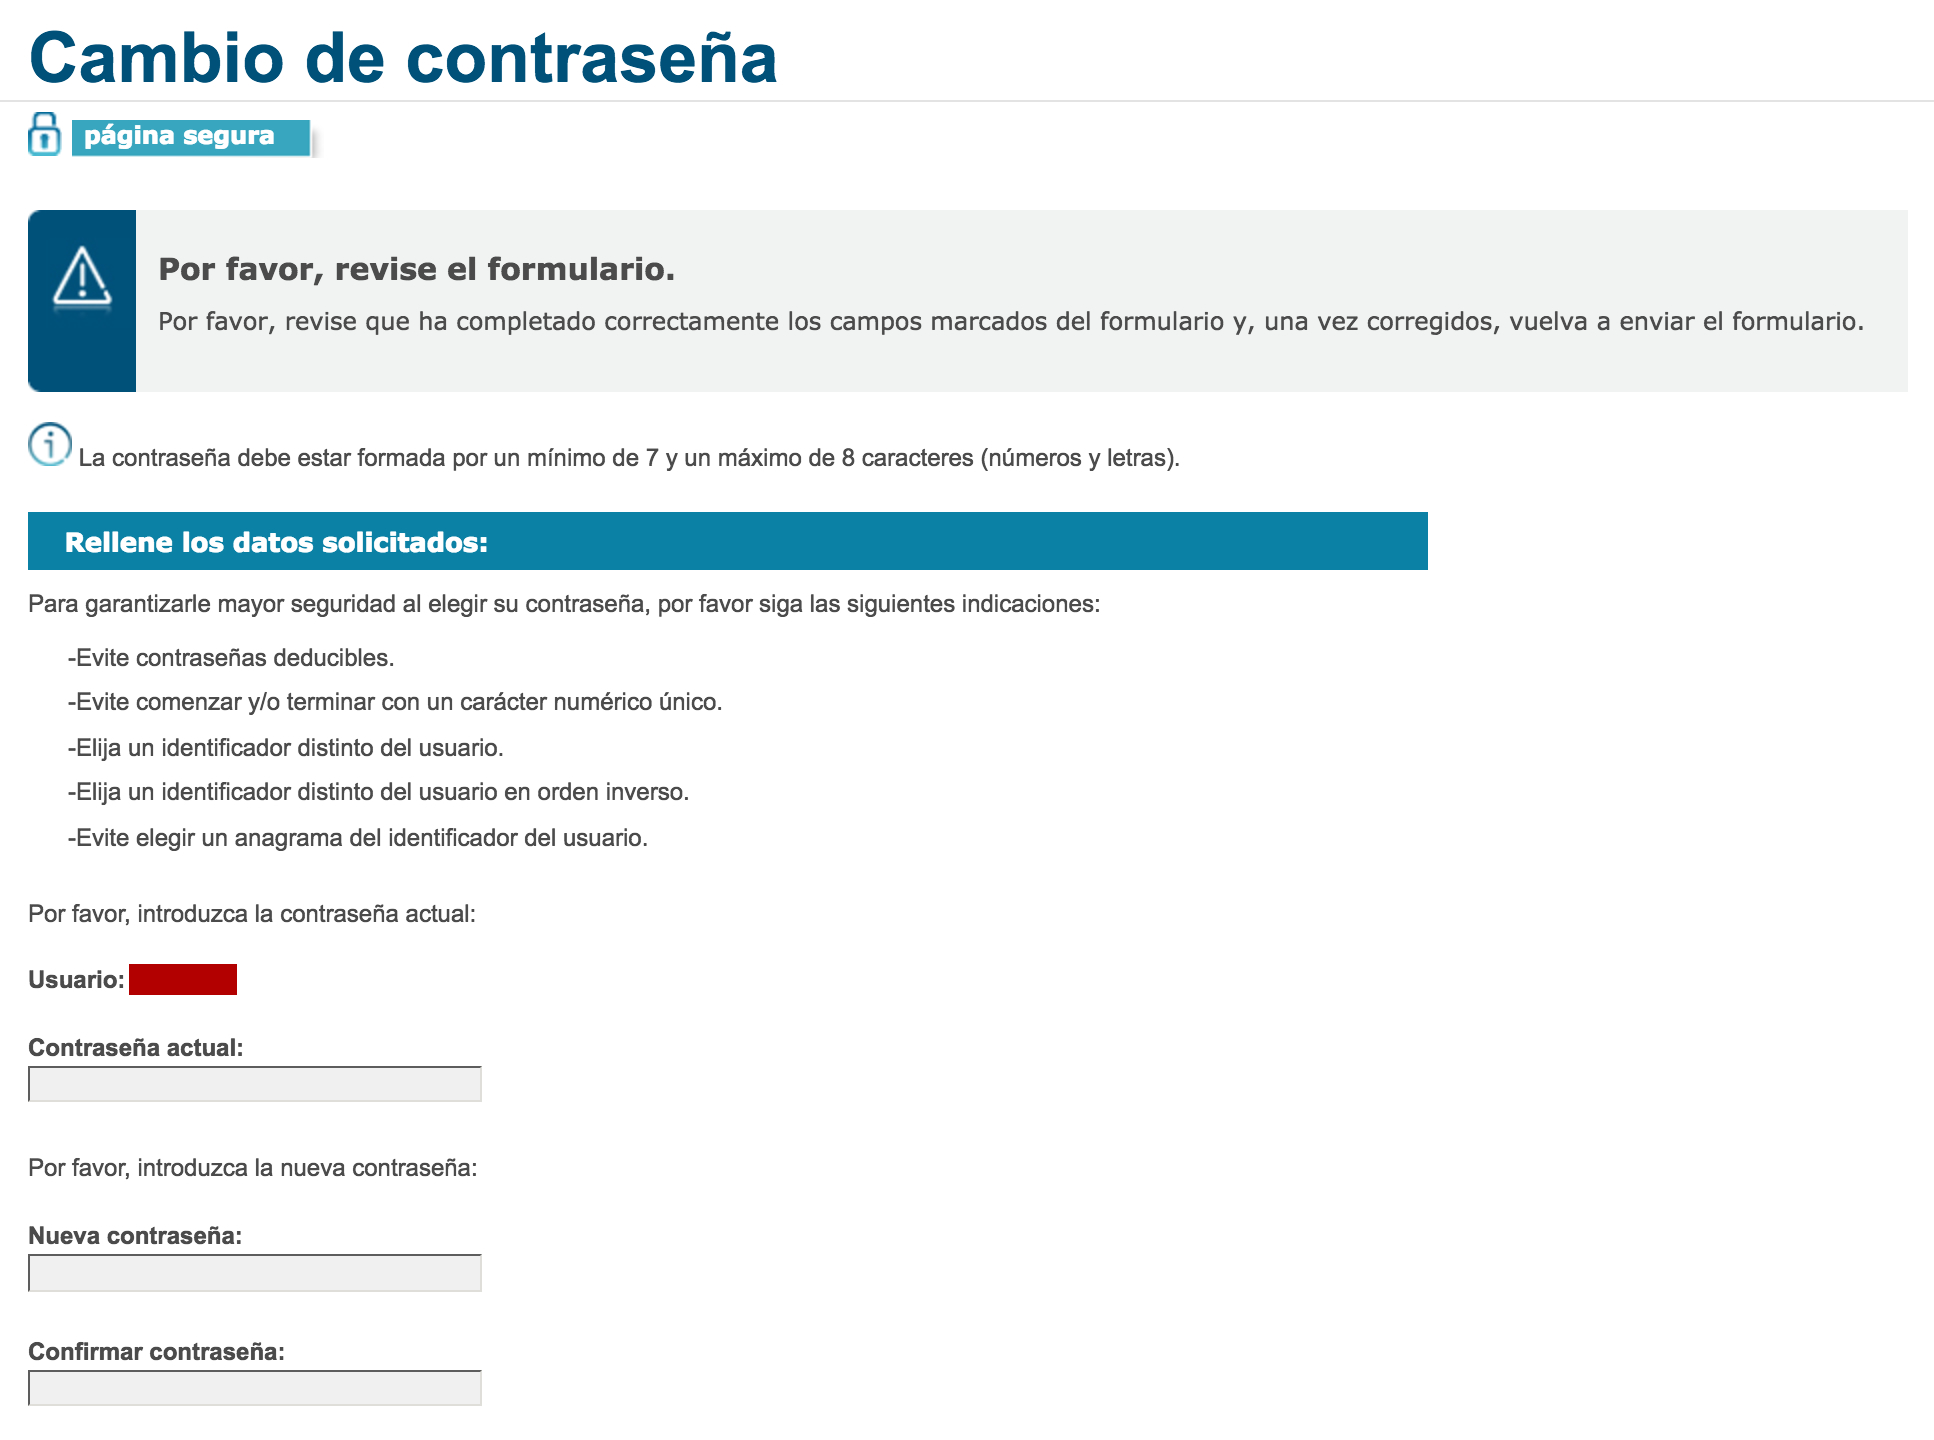 Cambio de contraseña
página segura
Por favor, revise el formulario.
Por favor, revise que ha completado correctamente los campos marcados del formulario y, una vez corregidos, vuelva a enviar el formulario.
La contraseña debe estar formada por un mínimo de 7 y un máximo de 8 caracteres (números y letras).
Rellene los datos solicitados:
Para garantizarle mayor seguridad al elegir su contraseña, por favor siga las siguientes indicaciones:
-Evite contraseñas deducibles.
-Evite comenzar y/o terminar con un carácter numérico único.
-Elija un identificador distinto del usuario.
-Elija un identificador distinto del usuario en orden inverso.
-Evite elegir un anagrama del identificador del usuario.
Por favor, introduzca la contraseña actual:
Usuario:
Contraseña actual:
Por favor, introduzca la nueva contraseña:
Nueva contraseña:
Confirmar contraseña: